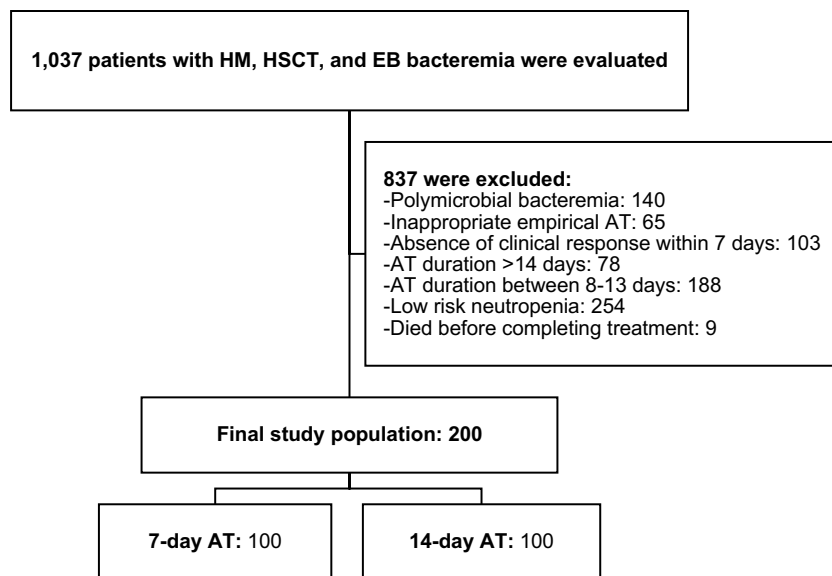 1,037 patients with HM, HSCT, and EB bacteremia were evaluated
837 were excluded:
-Polymicrobial bacteremia: 140
-Inappropriate empirical AT: 65
-Absence of clinical response within 7 days: 103
-AT duration >14 days: 78
-AT duration between 8-13 days: 188
-Low risk neutropenia: 254
-Died before completing treatment: 9
Final study population: 200
7-day AT: 100
14-day AT: 100